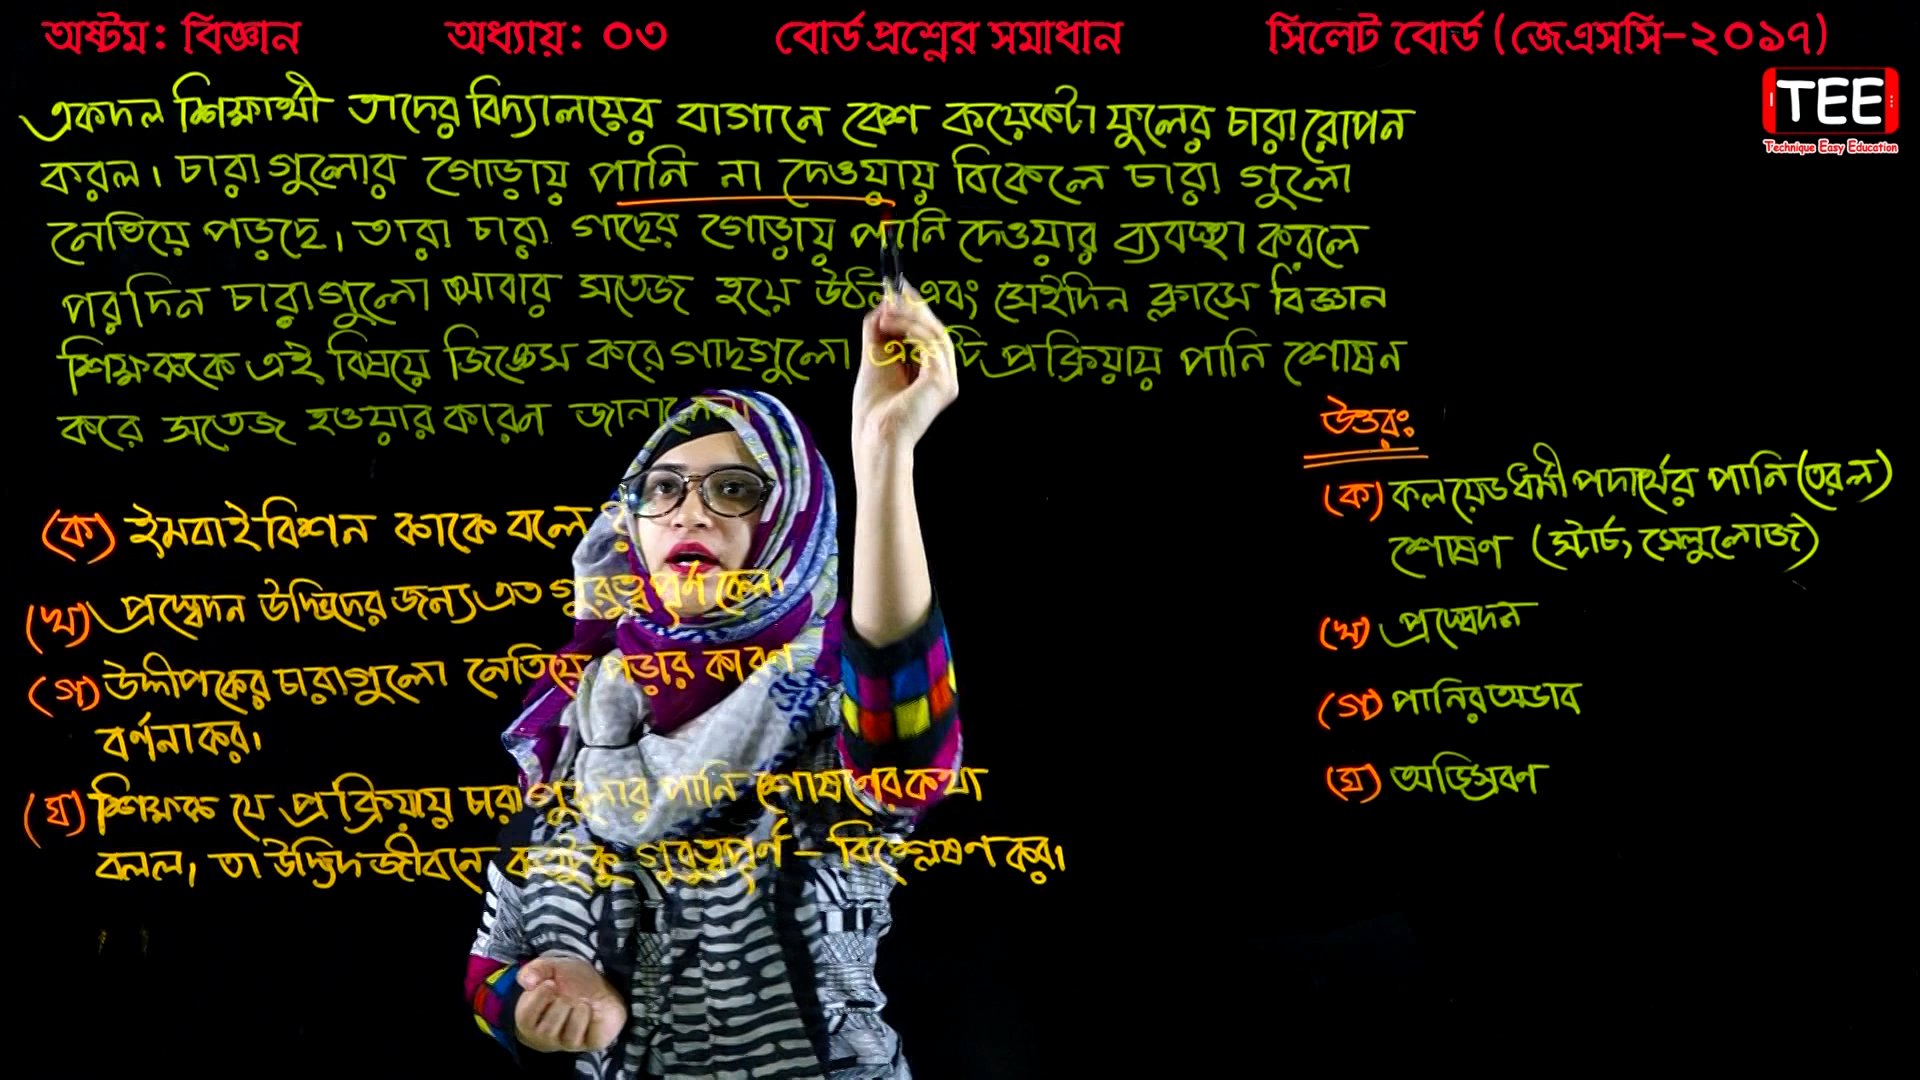 অষ্টম: বিজ্ঞান অধ্যায়: ০৩ বোর্ড প্রশ্নের সমাধান সিলেট বোর্ড (জেএসসি-২০১৭)
TEE
Technique Easy Education
একদল শিক্ষার্থী তাদের বিদ্যালয়ের বাগানে বেশ কয়েকটা ফুলের চারা রোপন
করল। চারা গুলোর গোড়ায় পানি না দেওয়ায় বিকেলে চারা গুলো
নেতিয়ে পড়ছে। তারা চারা গাছের গোড়ায় পানি দেওয়ার ব্যবস্থা করলে
পরদিন চারাগুলো আবার সতেজ হয়ে উঠল এবং সেইদিন ক্লাসে বিজ্ঞান
শিক্ষককে এই বিষয়ে জিজ্ঞেস করে গাছগুলো প্রক্রিয়ায় পানি শোষন
করে সতেজ হওয়ার কারণ
(ক) ইমবাইবিশন কাকে বলে
(খ) প্রস্বেদন উদ্ভিদের জন্য এত গুরুত্বপূর্ণ কেন।
(গ) উদ্দীপকের চারাগুলো নেতিয়ে পড়ার কারণ
বর্ণনা কর।
(ঘ) শিক্ষক যে প্রক্রিয়ায় চারা গুলোর পানি শোষণের কথা
বলল, তা উদ্ভিদ জীবনে কতটুকু গুরুত্বপূর্ণ – বিশ্লেষণ কর।
উত্তর:
(ক) কলয়েডধর্মী পদার্থের পানি (তরল)
শোষণ (স্টার্চ, সেলুলোজ)
(খ) প্রস্বেদন
(গ) পানির অভাব
(ঘ) অভিস্রবণ